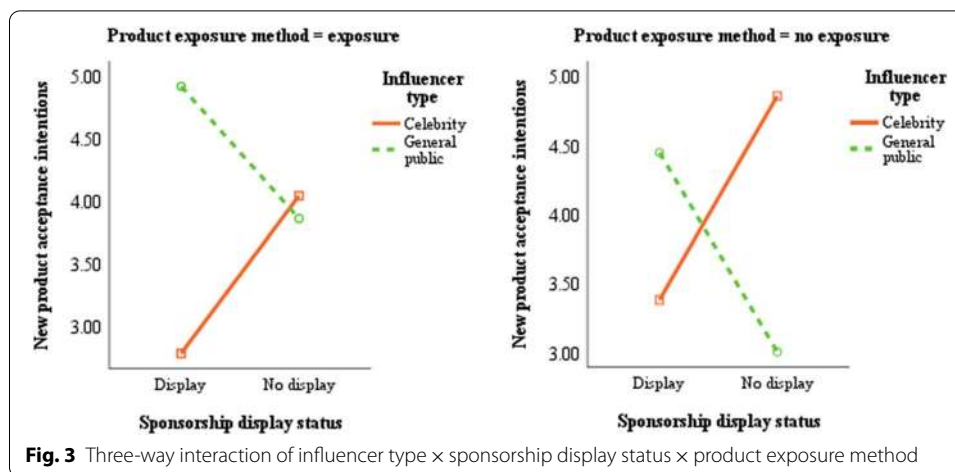 Product exposure method = exposure
New product acceptance intentions
5.00
4.50
4.00
3.50
3.00
Influencer
type
Celebrity
General
public
Display
No display
Sponsorship display status
Product exposure method = no exposure
New product acceptance intentions
5.00
4.50
4.00
3.50
3.00
Influencer
type
Celebrity
General
public
Display
No display
Sponsorship display status
Fig. 3 Three-way interaction of influencer type × sponsorship display status × product exposure method